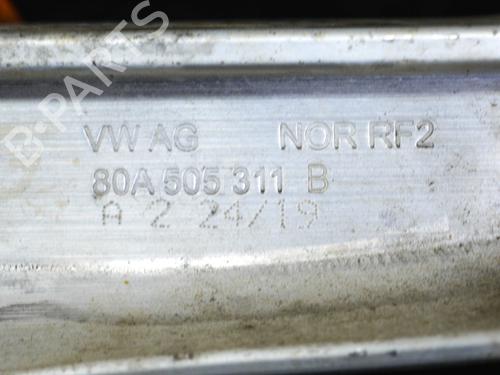 B-PARTS
VW AG NOR RF2
80A 505 311 B
A 2 24/19